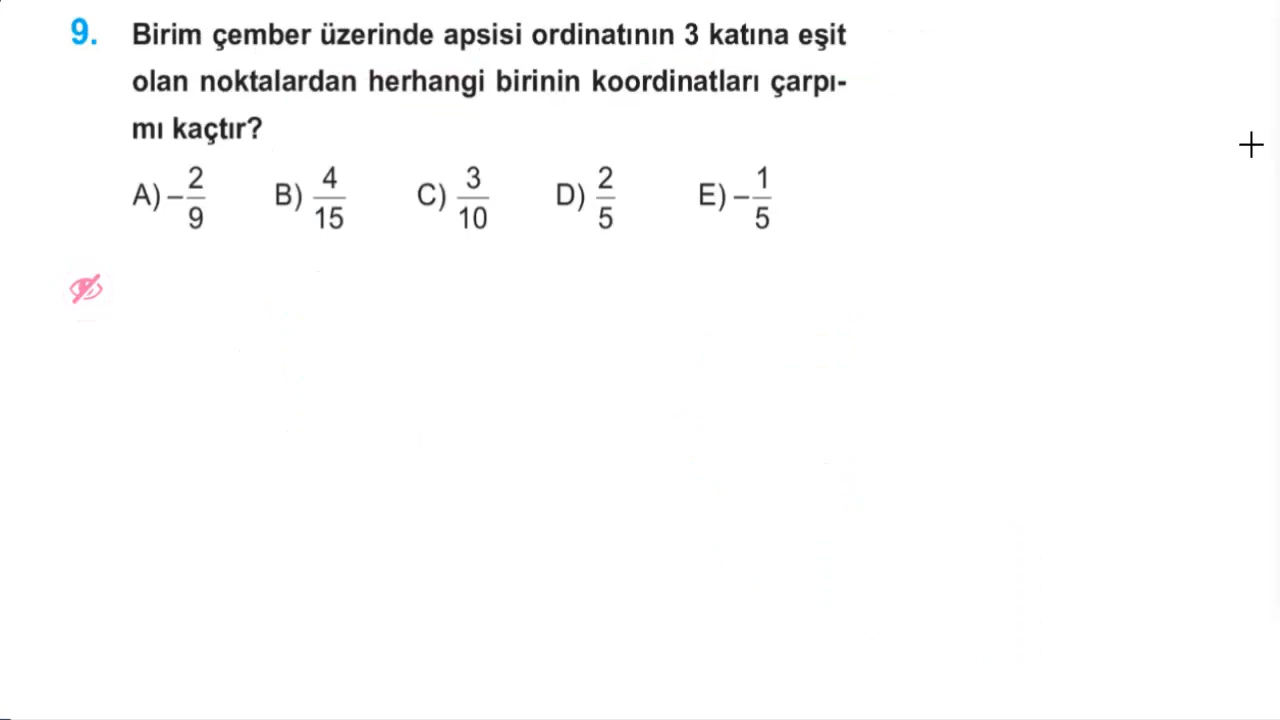 9. Birim çember üzerinde apsisi ordinatının 3 katına eşit
olan noktalardan herhangi birinin koordinatları çarpı-
mı kaçtır?
A) -2/9 B) 4/15 C) 3/10 D) 2/5 E) -1/5